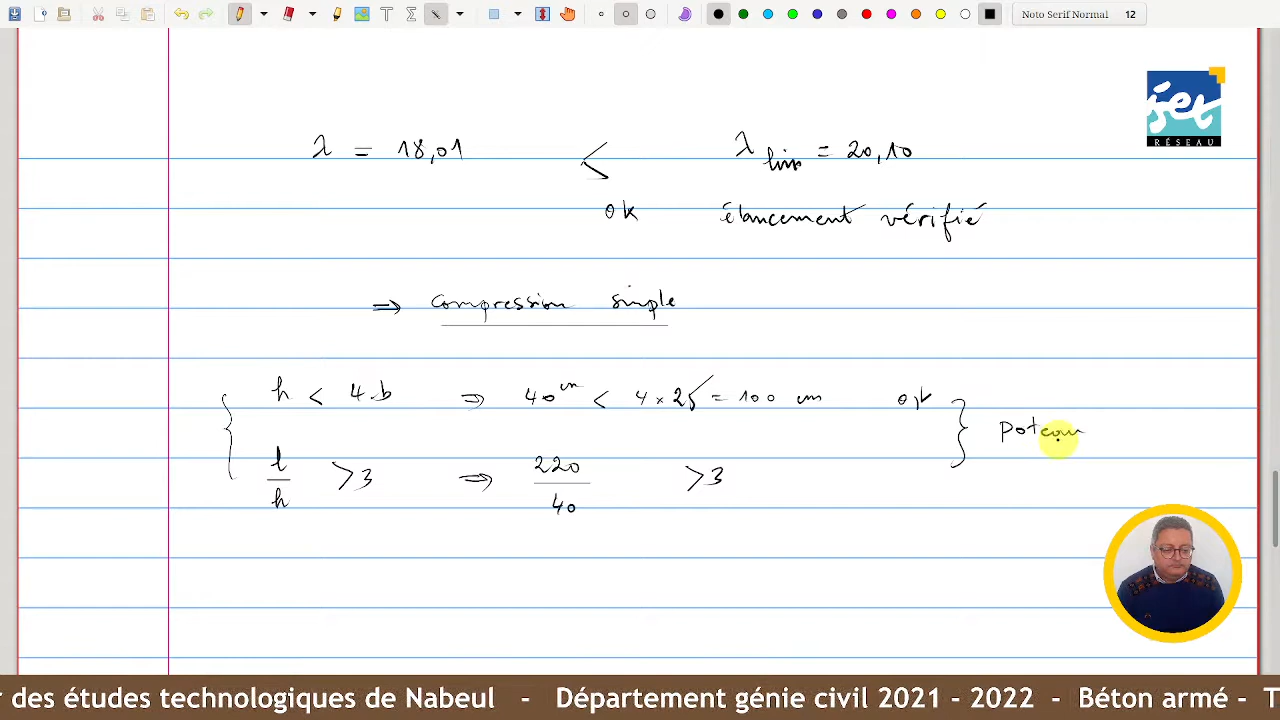 Noto Serif Normal 12
iset
RÉSEAU
λ = 18,01 < λ lim = 20,10
ok élancement vérifié
⇒ compression simple
h < 4.b ⇒ 40 cm < 4 × 25 = 100 cm ok
poteau
l/h > 3 ⇒ 220/40 > 3
r des études technologiques de Nabeul - Département génie civil 2021 - 2022 - Béton armé - T